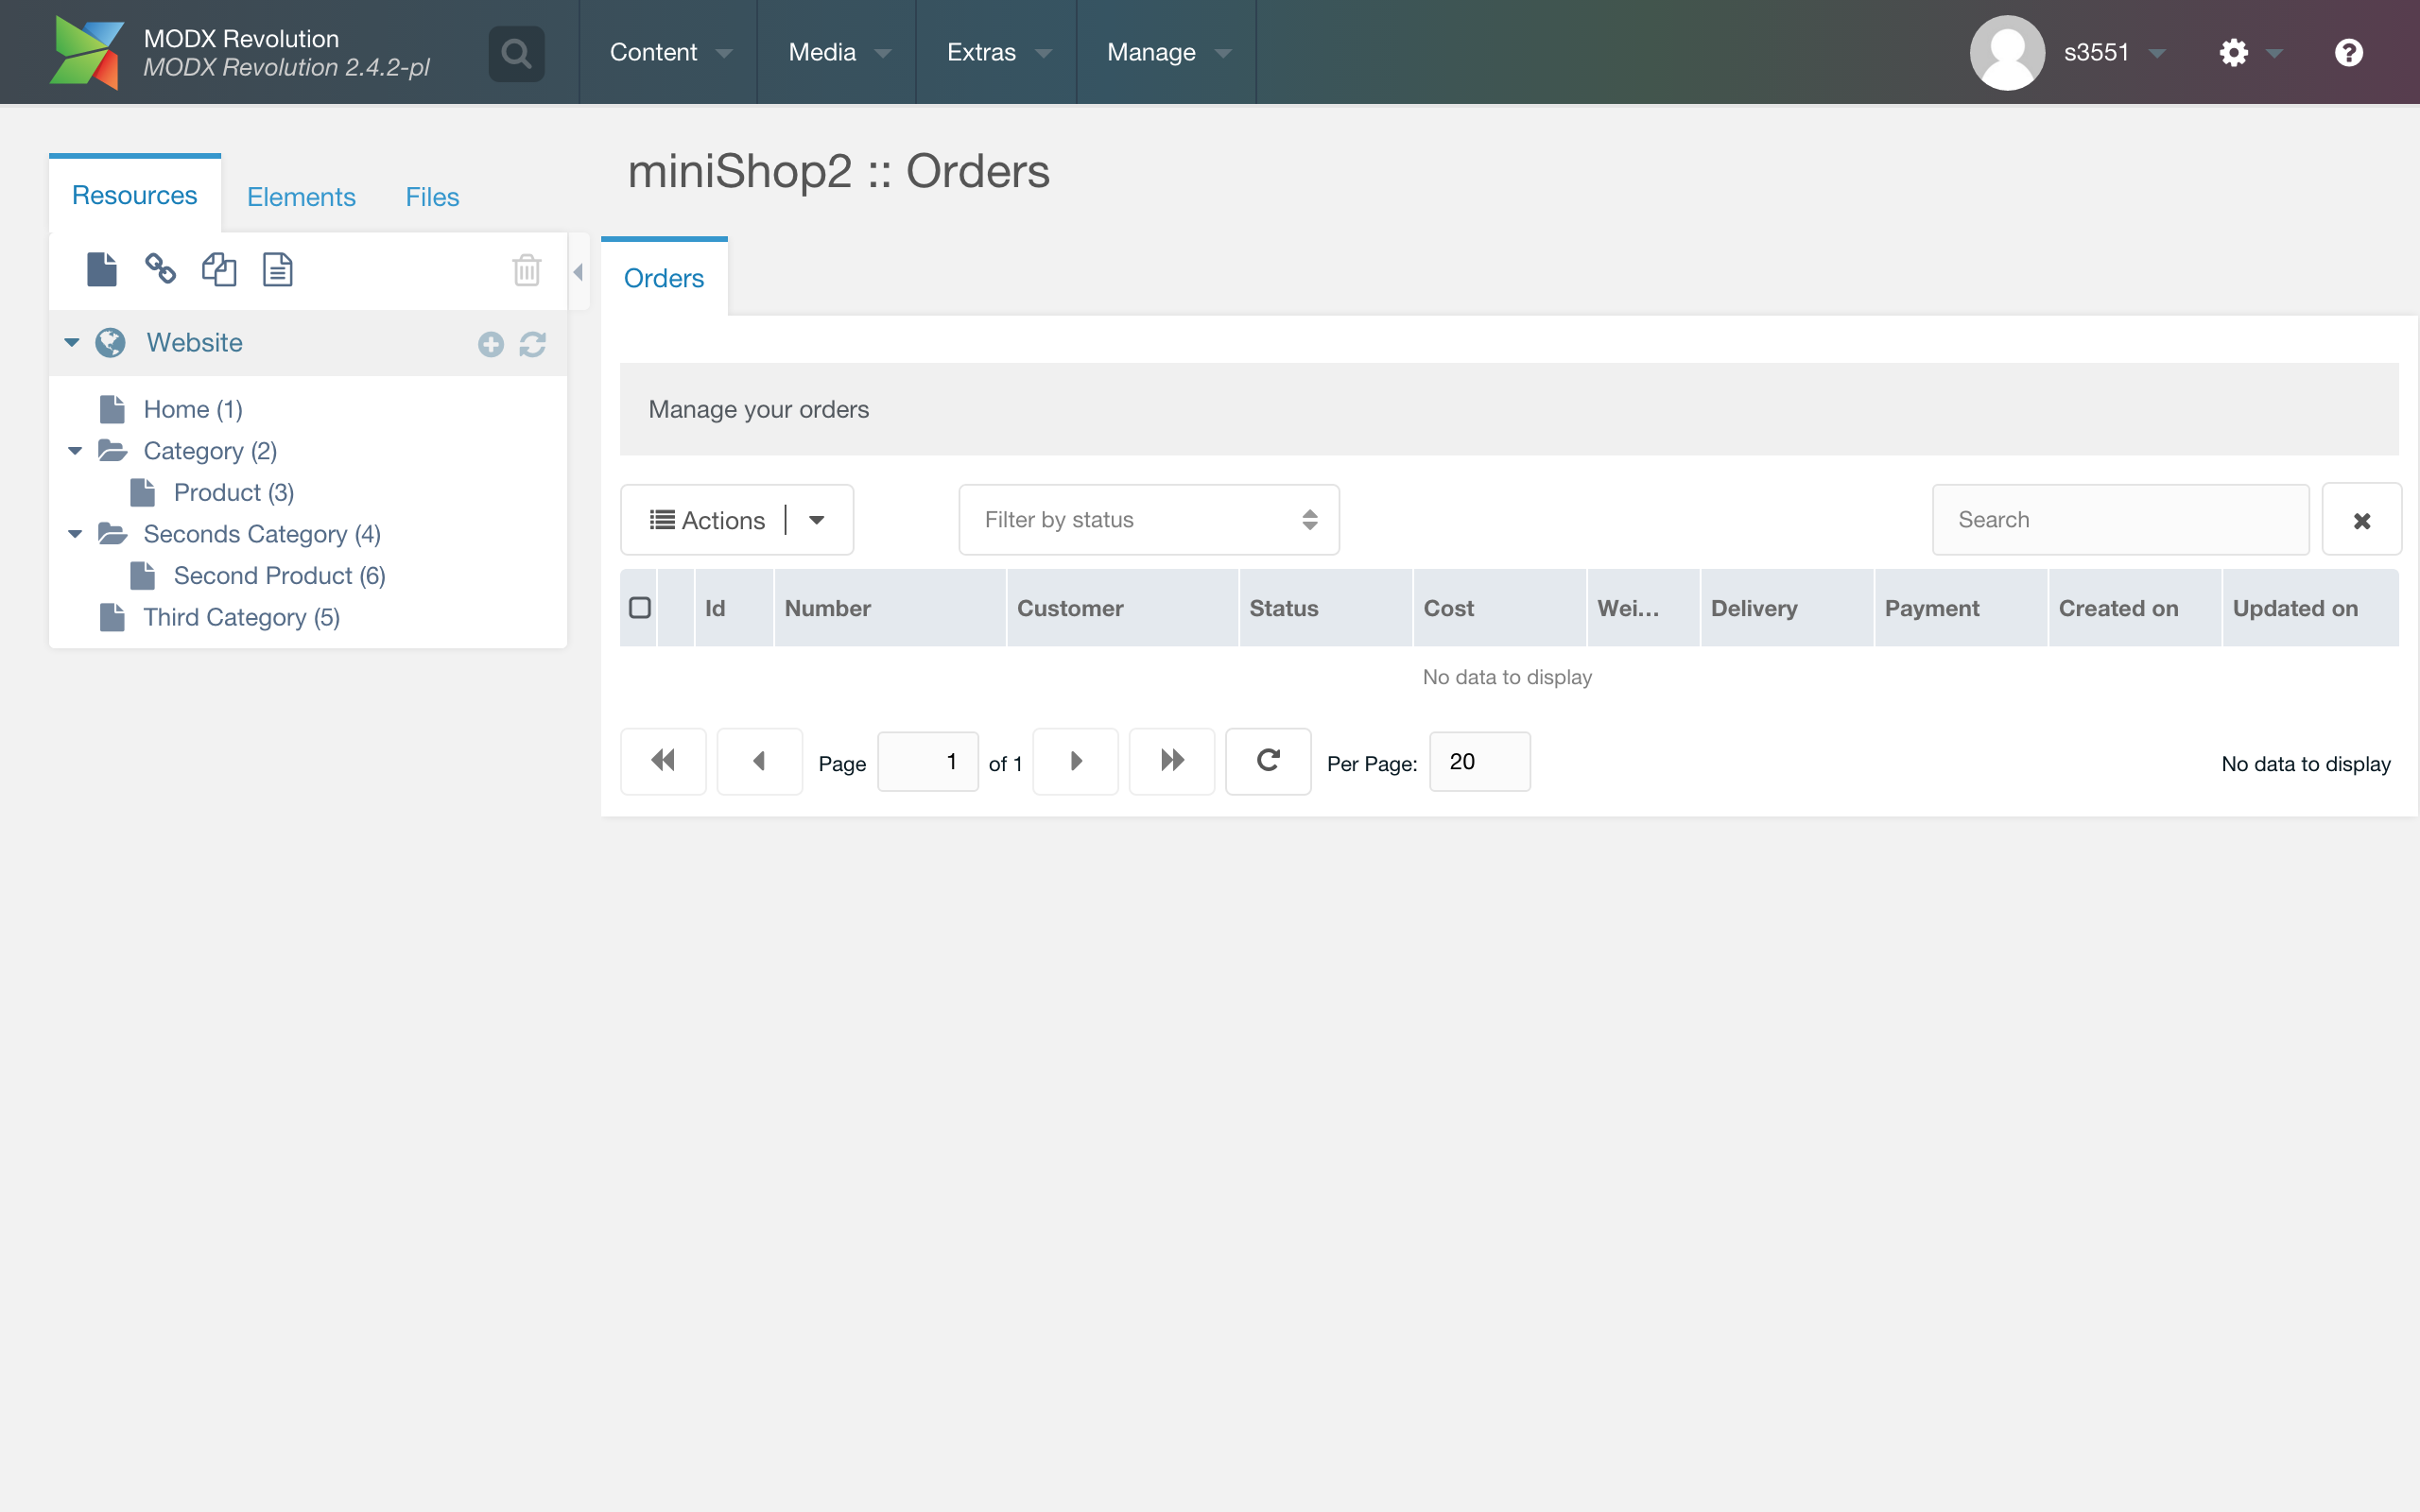 MODX Revolution
MODX Revolution 2.4.2-pl
Content
Media
Extras
Manage
s3551
Resources
Elements
Files
Website
Home (1)
Category (2)
Product (3)
Seconds Category (4)
Second Product (6)
Third Category (5)
miniShop2 :: Orders
Orders
Manage your orders
Actions
Filter by status
Search
Id Number Customer Status Cost Wei... Delivery Payment Created on Updated on
No data to display
Page 1 of 1 Per Page: 20 No data to display